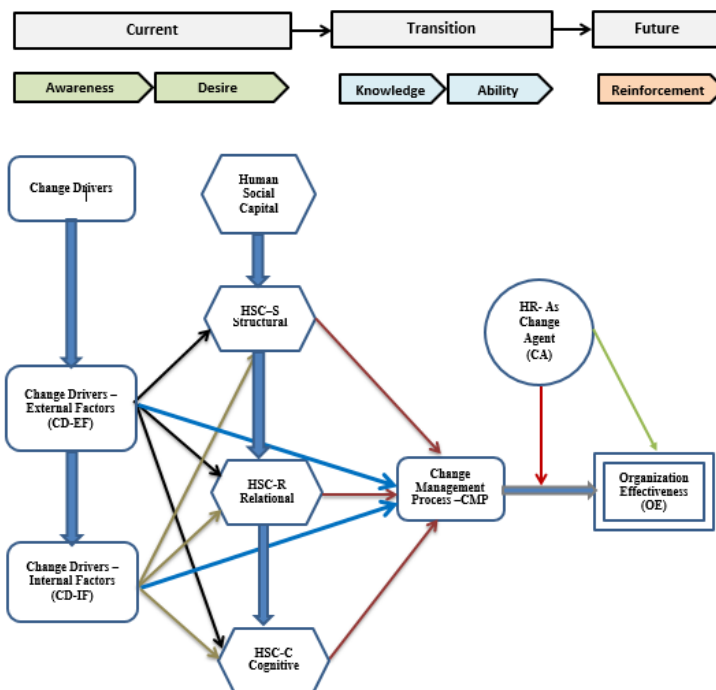 Current
Transition
Future
Awareness
Desire
Knowledge
Ability
Reinforcement
Change Drivers
Human
Social
Capital
HSC–S
Structural
HR- As
Change
Agent
(CA)
Change Drivers –
External Factors
(CD-EF)
HSC-R
Relational
Change
Management
Process –CMP
Organization
Effectiveness
(OE)
Change Drivers –
Internal Factors
(CD-IF)
HSC-C
Cognitive